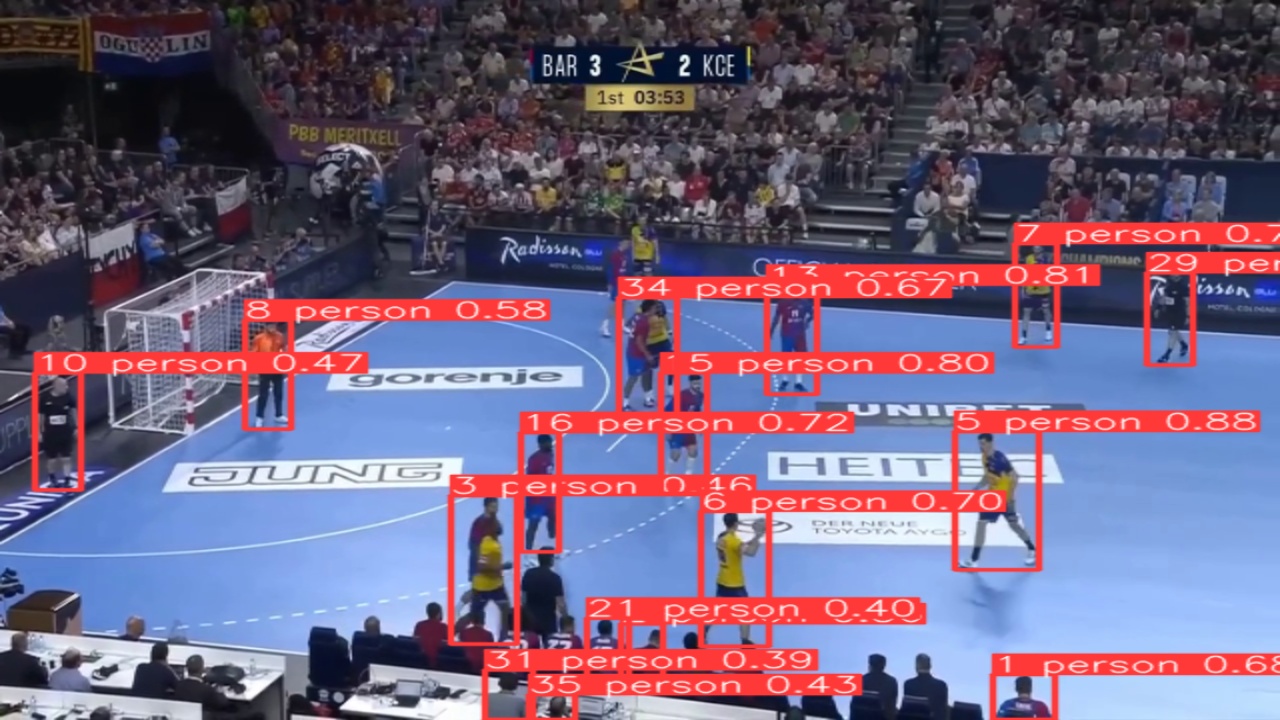 OGULIN
BAR 3 2 KCE
1st 03:53
PBB MERITXELL
Radisson BLU
HOTEL, COLOGNE
7 person 0.7
CHAMPIONS
29 per
13 person 0.81
34 person 0.67
8 person 0.58
10 person 0.47
gorenje
15 person 0.80
UNIBET
16 person 0.72
5 person 0.88
JUNG
HEITEC
3 person 0.46
6 person 0.70
DER NEUE
TOYOTA AYGO
21 person 0.40
31 person 0.39
35 person 0.43
1 person 0.68